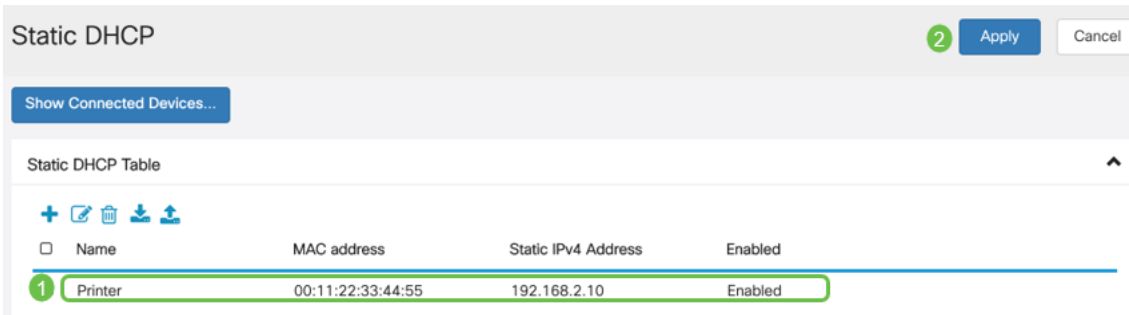 Static DHCP
2 Apply Cancel
Show Connected Devices...
Static DHCP Table
Name MAC address Static IPv4 Address Enabled
1 Printer 00:11:22:33:44:55 192.168.2.10 Enabled